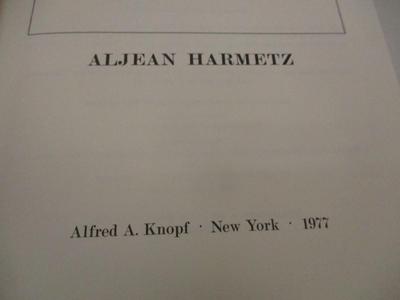 ALJEAN HARMETZ
Alfred A. Knopf · New York · 1977